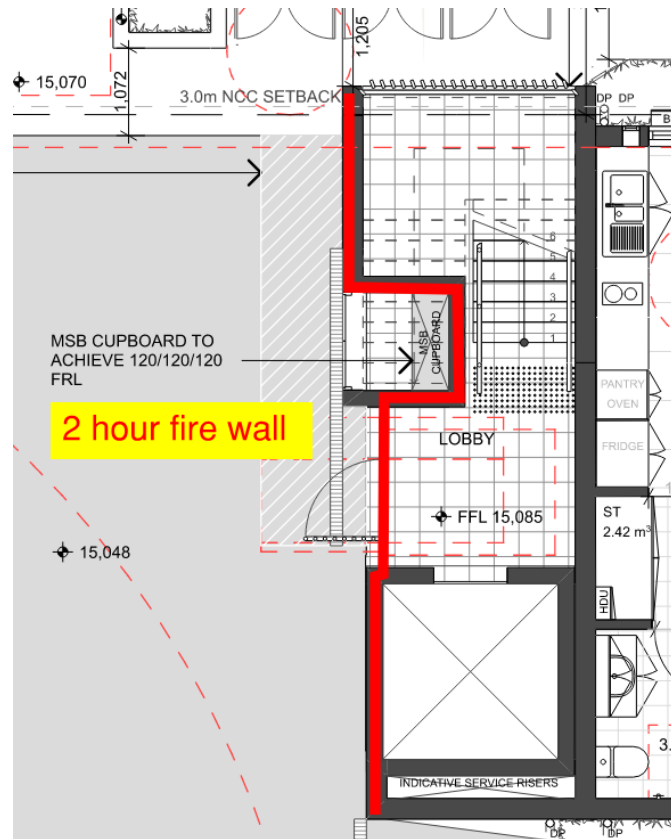 1,205
15,070
1,072
3.0m NCC SETBACK
DP DP
B
6
5
4
3
2
1
MSB CUPBOARD TO
ACHIEVE 120/120/120
FRL
MSB
CUPBOARD
2 hour fire wall
PANTRY
OVEN
LOBBY
FRIDGE
FFL 15,085
ST
2.42 m³
15,048
HDU
3.
INDICATIVE SERVICE RISERS
DP
DP